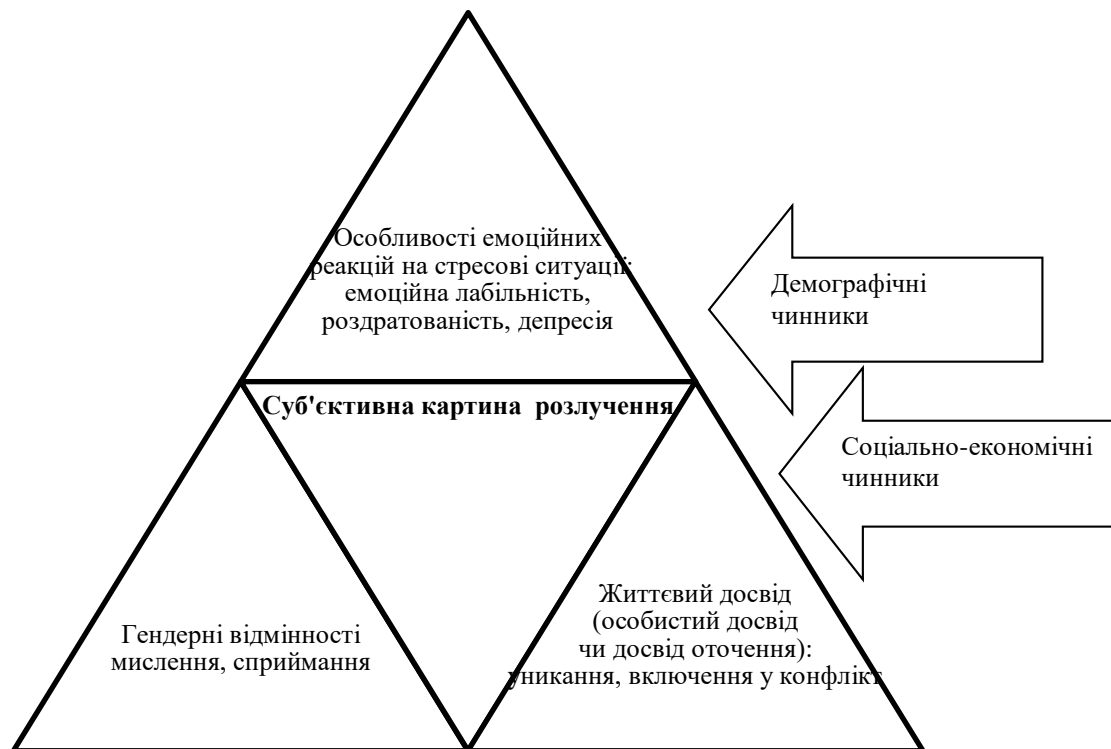 Особливості емоційних
реакцій на стресові ситуації:
емоційна лабільність,
роздратованість, депресія
Демографічні
чинники
Суб'єктивна картина розлучення
Соціально-економічні
чинники
Гендерні відмінності
мислення, сприймання
Життєвий досвід
(особистий досвід
чи досвід оточення):
уникання, включення у конфлікт